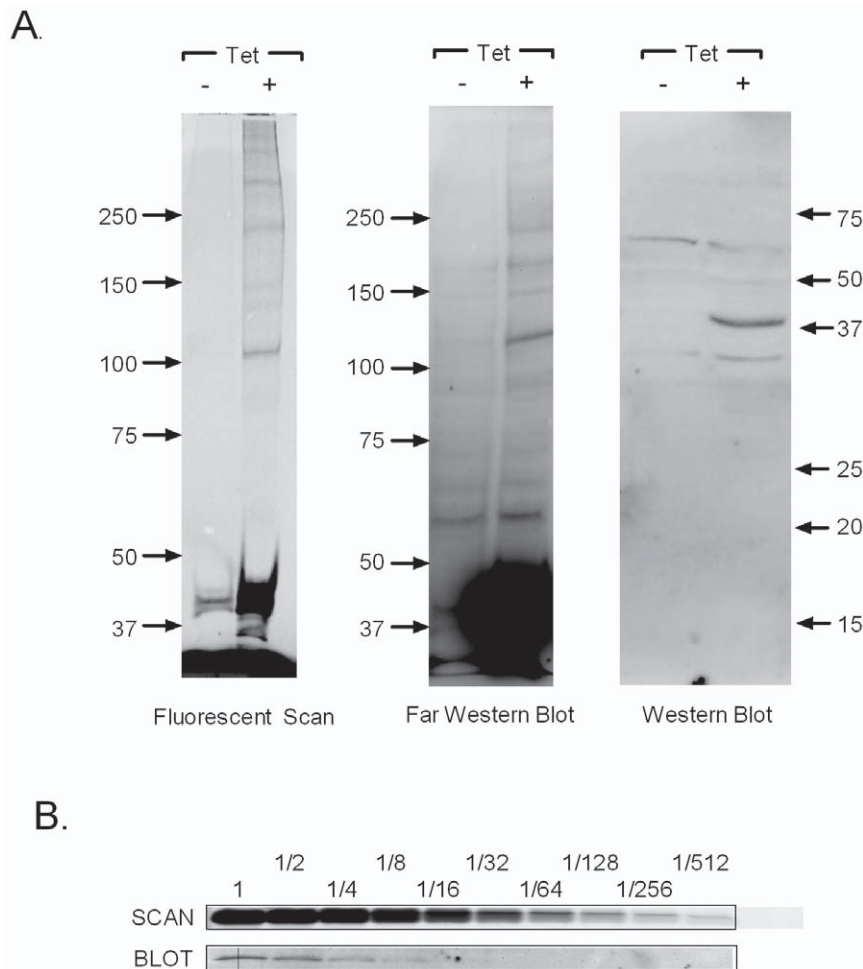 A.
Tet Tet Tet
- + - + - +
250 250 75
150 150 50
100 100 37
75 75 25
50 50 20
37 37 15
Fluorescent Scan Far Western Blot Western Blot
B.
1/2 1/8 1/32 1/128 1/512
1 1/4 1/16 1/64 1/256
SCAN
BLOT